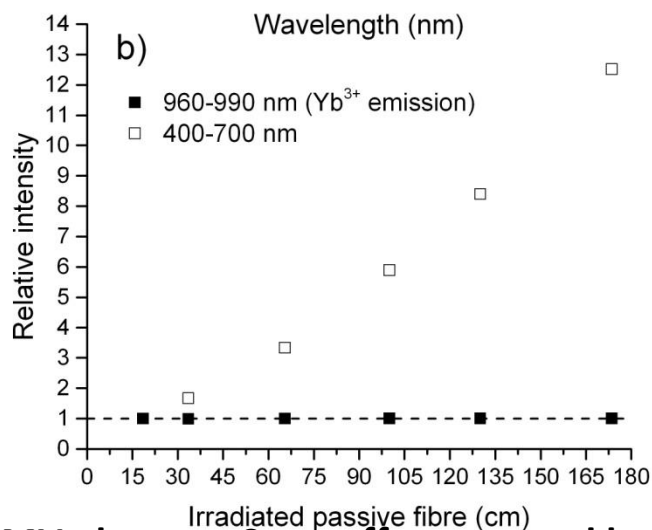 Wavelength (nm)
b)
960-990 nm (Yb³⁺ emission)
400-700 nm
Relative intensity
14
13
12
11
10
9
8
7
6
5
4
3
2
1
0
0 15 30 45 60 75 90 105 120 135 150 165 180
Irradiated passive fibre (cm)